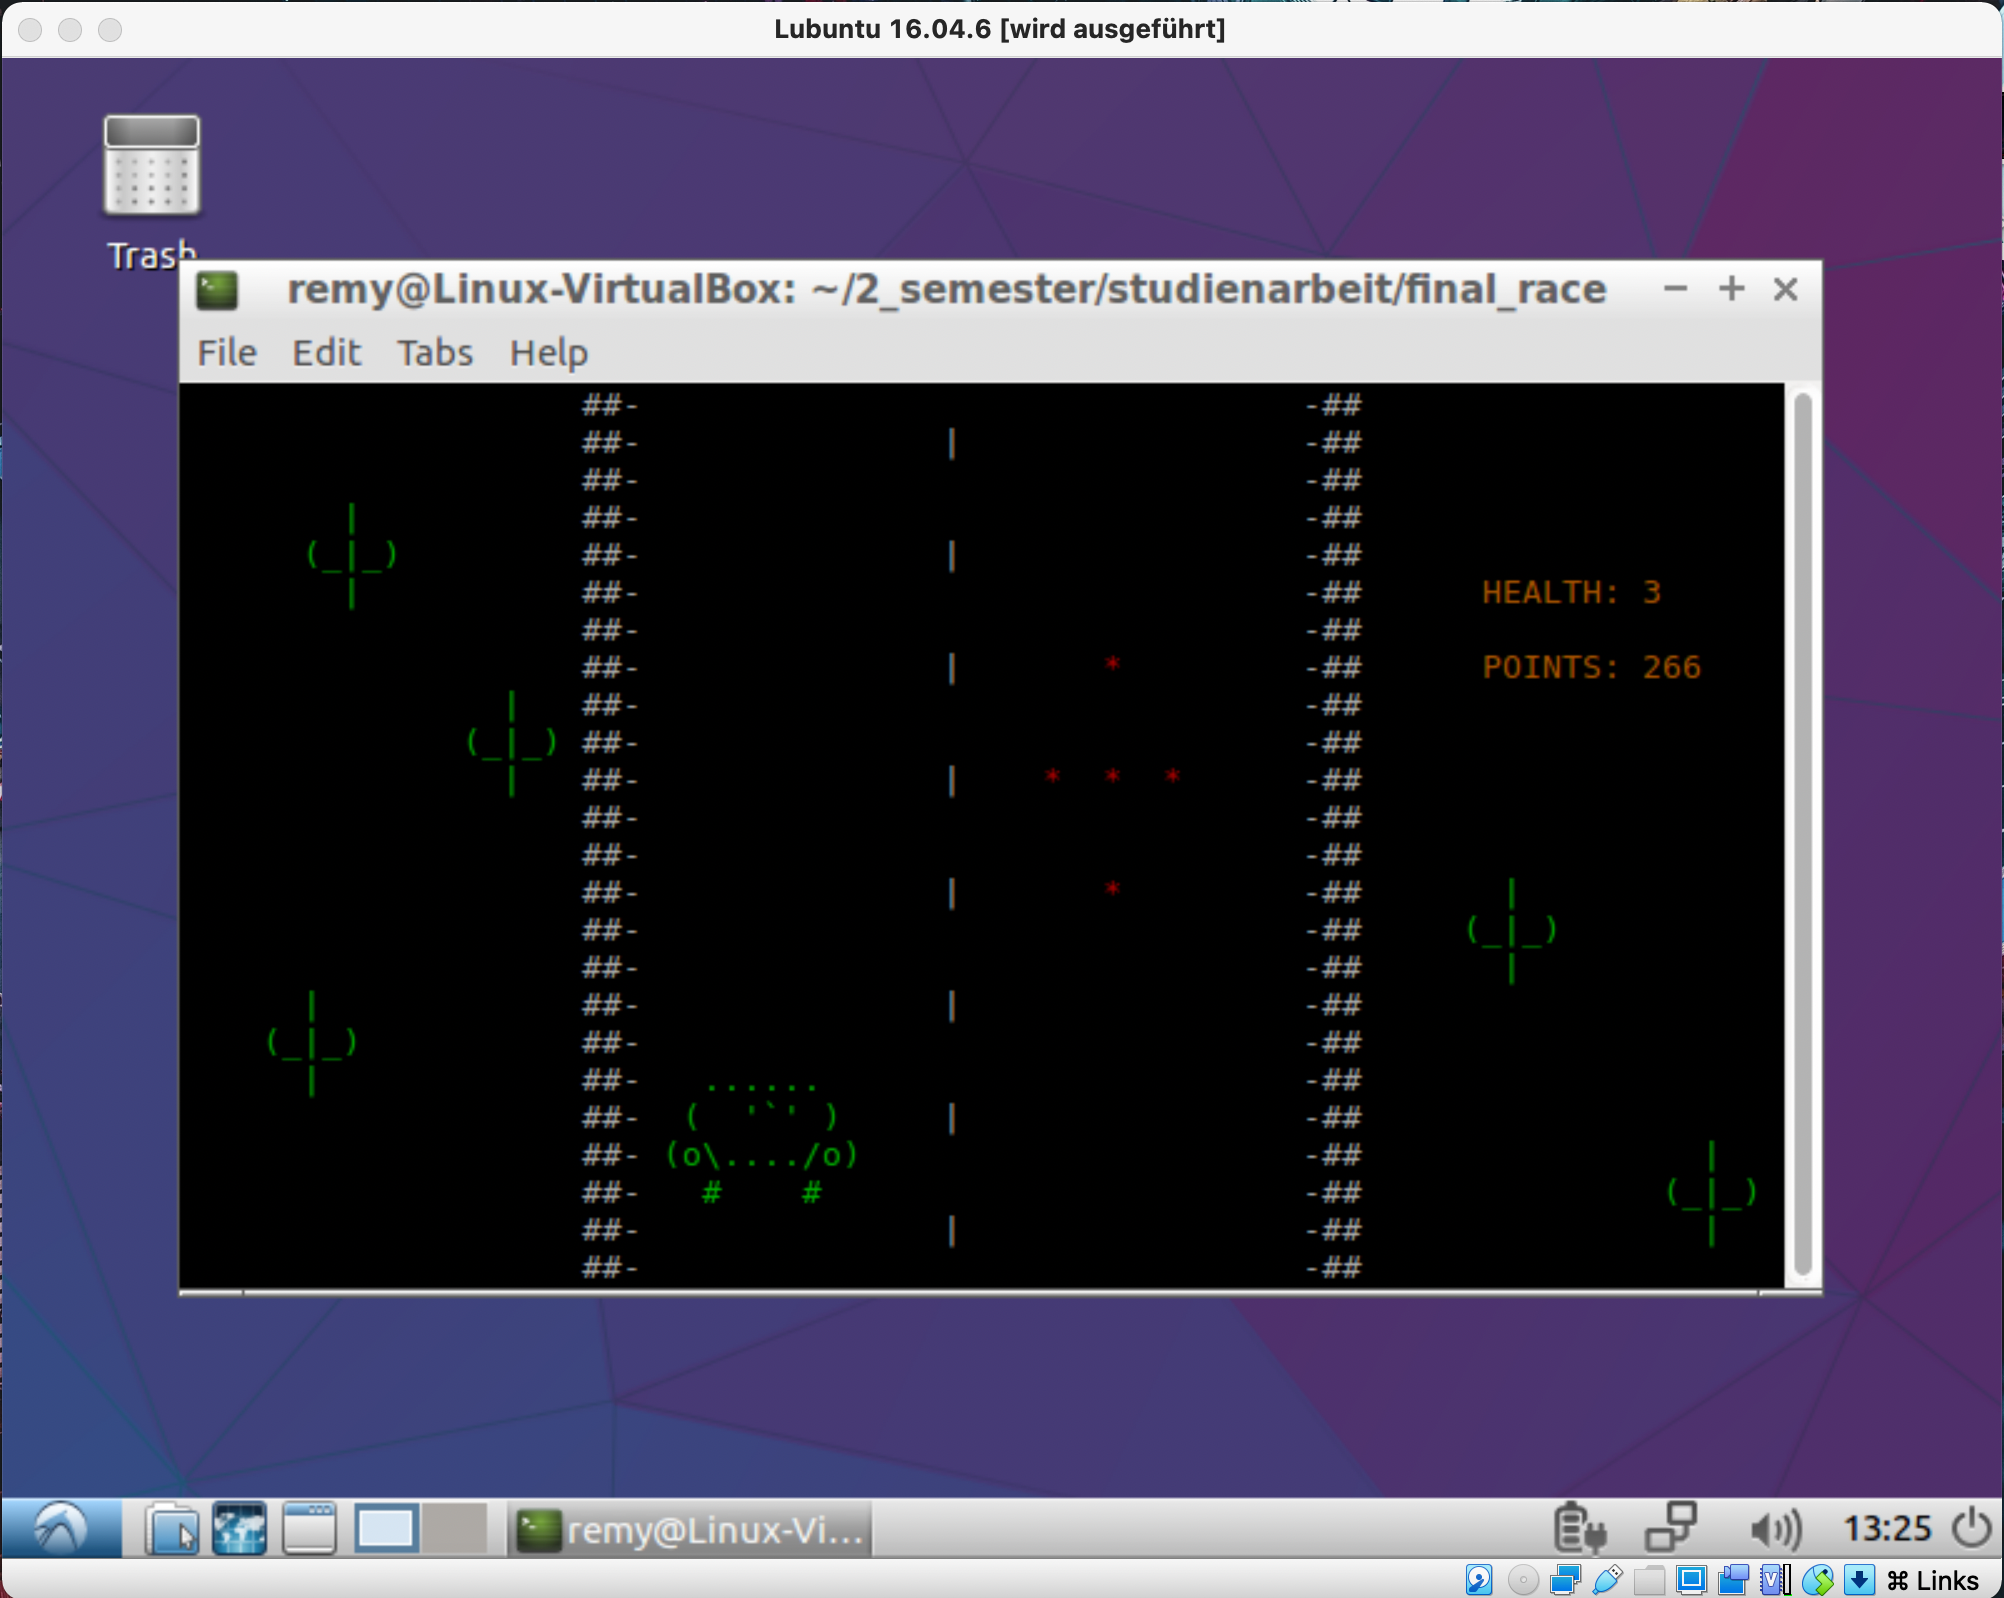 Lubuntu 16.04.6 [wird ausgeführt]
Trash
remy@Linux-VirtualBox: ~/2_semester/studienarbeit/final_race
File Edit Tabs Help
##- -##
##- | -##
##- -##
| ##- -##
(_|_) ##- | -##
| ##- -## HEALTH: 3
##- -##
##- | * -## POINTS: 266
| ##- -##
(_|_) ##- -##
| ##- | * * * -##
##- -##
##- -##
##- | * -## |
##- -## (_|_)
##- -## |
| ##- | -##
(_|_) ##- -##
| ##- ...... -##
##- ( '`' ) | -##
##- (o\..../o) -## |
##- # # -## (_|_)
##- | -## |
##- -##
remy@Linux-Vi...
13:25
⌘ Links